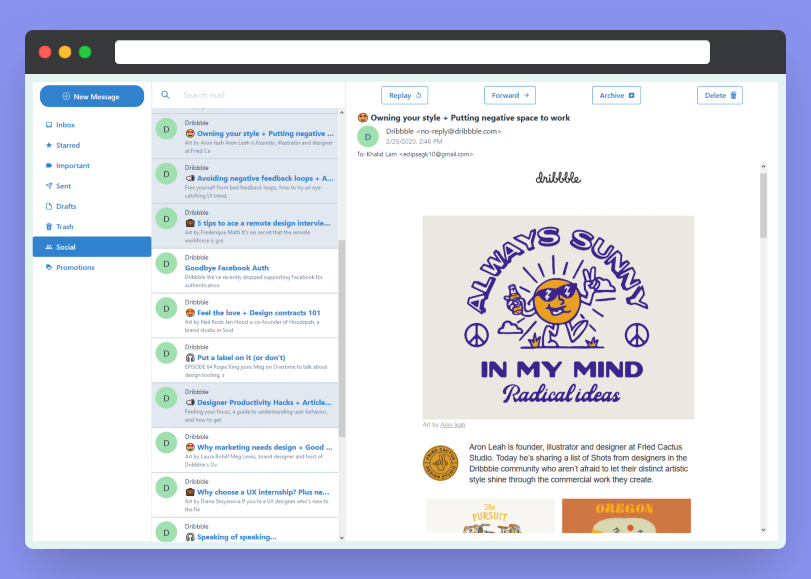 New Message
Inbox
Starred
Important
Sent
Drafts
Trash
Social
Promotions
Search mail
D
Dribbble
Owning your style + Putting negative ...
Art by Aron leah Aron Leah is founder, illustrator and designer
at Fried Ca
D
Dribbble
Avoiding negative feedback loops + A...
Free yourself from bad feedback loops, how to try an eye-
catching UI trend,
D
Dribbble
5 tips to ace a remote design intervie...
Art by Frederique Matti It's no secret that the remote
workforce is gro
D
Dribbble
Goodbye Facebook Auth
Dribbble We've recently stopped supporting Facebook for
authentication
D
Dribbble
Feel the love + Design contracts 101
Art by Neil Rook Jen Hood is co-founder of Hoodzpah, a
brand studio in Sout
D
Dribbble
Put a label on it (or don't)
EPISODE 64 Rogie King joins Meg on Overtime to talk about
design tooling, s
D
Dribbble
Designer Productivity Hacks + Article...
Finding your focus, a guide to understanding user behavior,
and how to get
D
Dribbble
Why marketing needs design + Good ...
Art by Laura Bohill Meg Lewis, brand designer and host of
Dribbble's Ov
D
Dribbble
Why choose a UX internship? Plus ne...
Art by Diana Stoyanova If you're a UX designer who's new to
the fie
D
Dribbble
Speaking of speaking...
Replay
Forward
Archive
Delete
Owning your style + Putting negative space to work
D
Dribbble <no-reply@dribbble.com>
2/20/2020, 2:46 PM
To: Khalid Lam <edipsegk10@gmail.com>
dribbble
ALWAYS SUNNY
IN MY MIND
Radical ideas
Art by Aron leah
FRIED CACTUS
Aron Leah is founder, illustrator and designer at Fried Cactus
Studio. Today he's sharing a list of Shots from designers in the
Dribbble community who aren't afraid to let their distinct artistic
style shine through the commercial work they create.
The
PURSUIT
OREGON